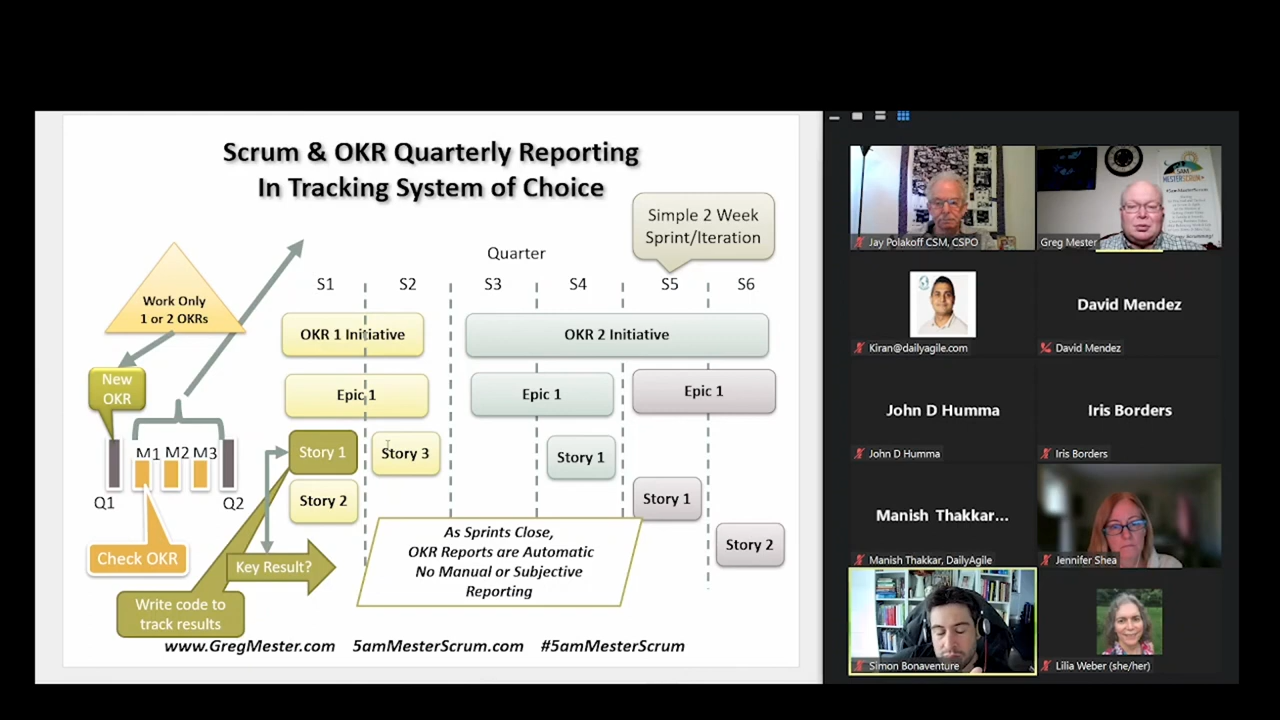 Scrum & OKR Quarterly Reporting
In Tracking System of Choice
Simple 2 Week
Sprint/Iteration
Quarter
S1
S2
S3
S4
S5
S6
Work Only
1 or 2 OKRs
OKR 1 Initiative
OKR 2 Initiative
New
OKR
Epic 1
Epic 1
Epic 1
M1
M2
M3
Story 1
Story 3
Story 1
Q1
Q2
Story 2
Story 1
Story 2
Check OKR
Key Result?
As Sprints Close,
OKR Reports are Automatic
No Manual or Subjective
Reporting
Write code to
track results
www.GregMester.com
5amMesterScrum.com
#5amMesterScrum
Jay Polakoff CSM, CSPO
5AM
MESTERSCRUM
Greg Mester
Kiran@dailyagile.com
David Mendez
David Mendez
John D Humma
John D Humma
Iris Borders
Iris Borders
Manish Thakkar...
Manish Thakkar, DailyAgile
Jennifer Shea
Simon Bonaventure
Lilia Weber (she/her)